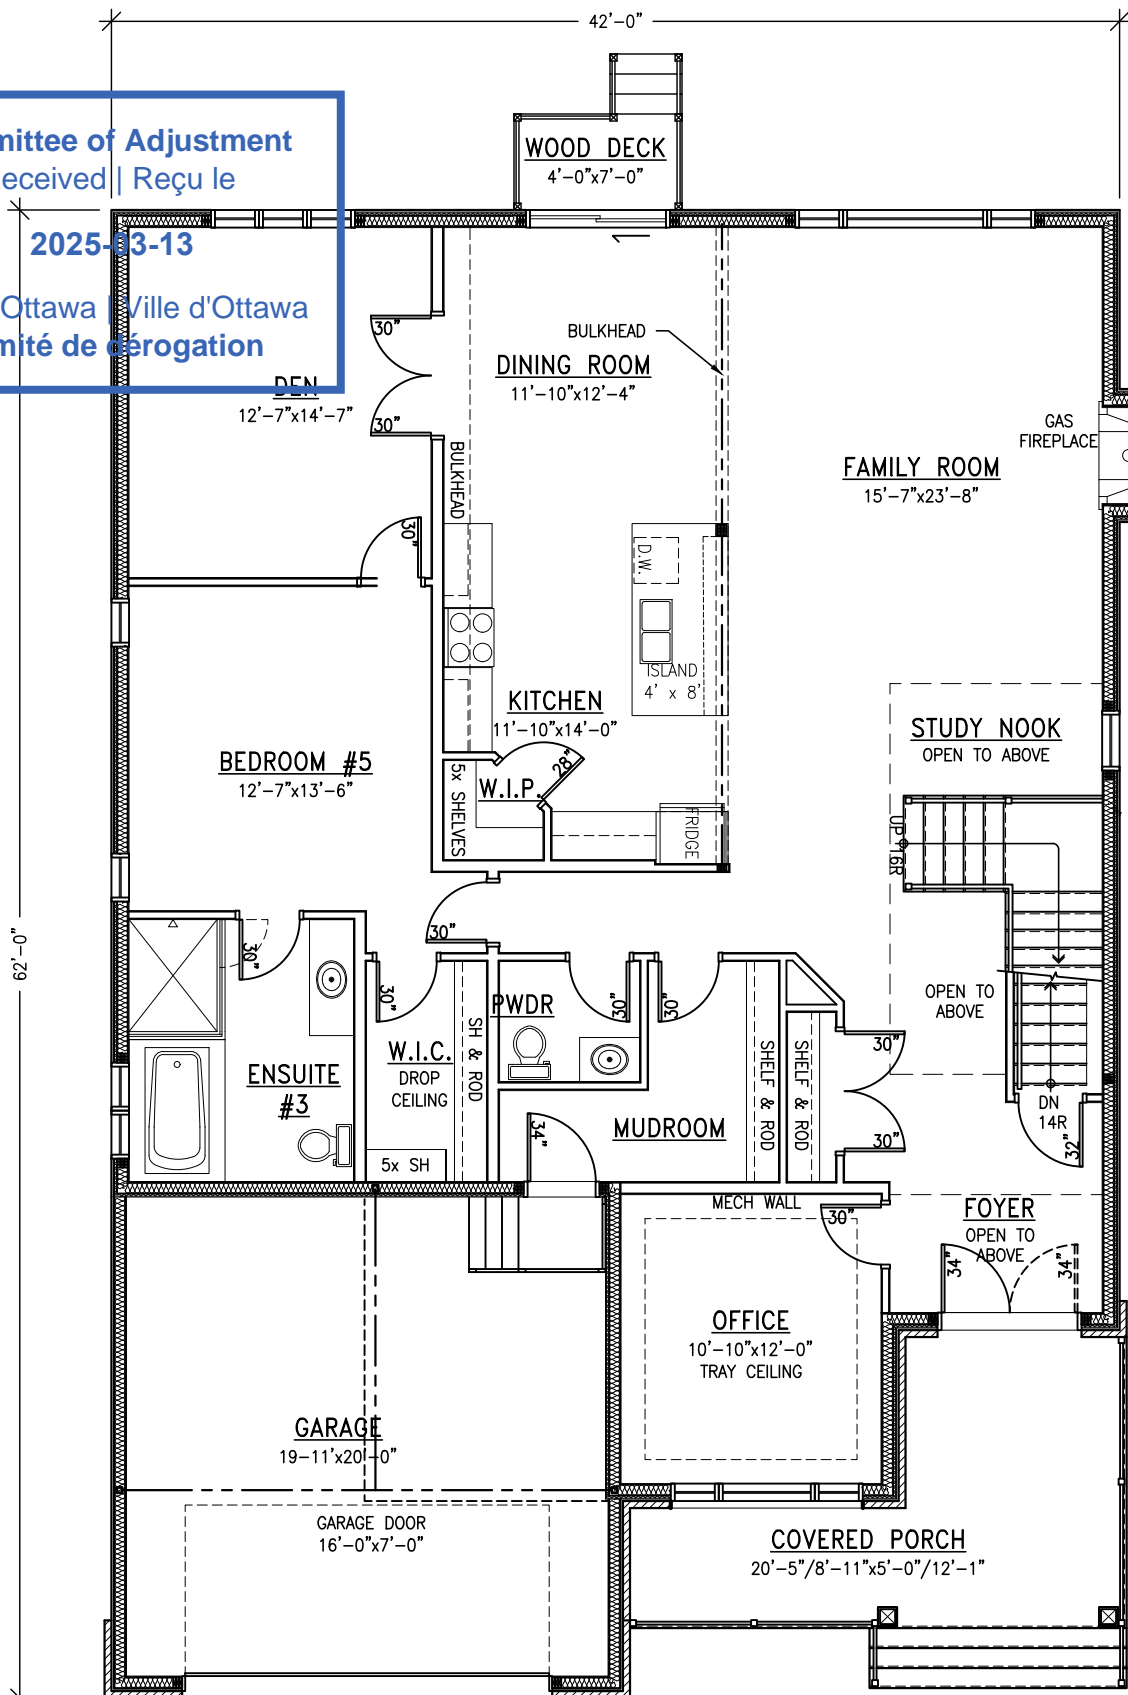 42'-0"
mittee of Adjustment
eceived | Reçu le
2025-03-13
Ottawa | Ville d'Ottawa
mité de dérogation
WOOD DECK
4'-0"x7'-0"
30"
30"
DEN
12'-7"x14'-7"
BULKHEAD
DINING ROOM
11'-10"x12'-4"
GAS
FIREPLACE
FAMILY ROOM
15'-7"x23'-8"
BULKHEAD
30"
D.W.
ISLAND
4' x 8'
KITCHEN
11'-10"x14'-0"
STUDY NOOK
OPEN TO ABOVE
BEDROOM #5
12'-7"x13'-6"
5x SHELVES
W.I.P.
28"
FRIDGE
UP 16R
62'-0"
30"
30"
30"
PWDR
30"
30"
OPEN TO
ABOVE
W.I.C.
DROP
CEILING
SH & ROD
SHELF & ROD
SHELF & ROD
30"
30"
ENSUITE
#3
DN
14R
32"
34"
MUDROOM
5x SH
MECH WALL
30"
FOYER
OPEN TO
ABOVE
34"
34"
OFFICE
10'-10"x12'-0"
TRAY CEILING
GARAGE
19-11'x20'-0"
GARAGE DOOR
16'-0"x7'-0"
COVERED PORCH
20'-5"/8'-11"x5'-0"/12'-1"